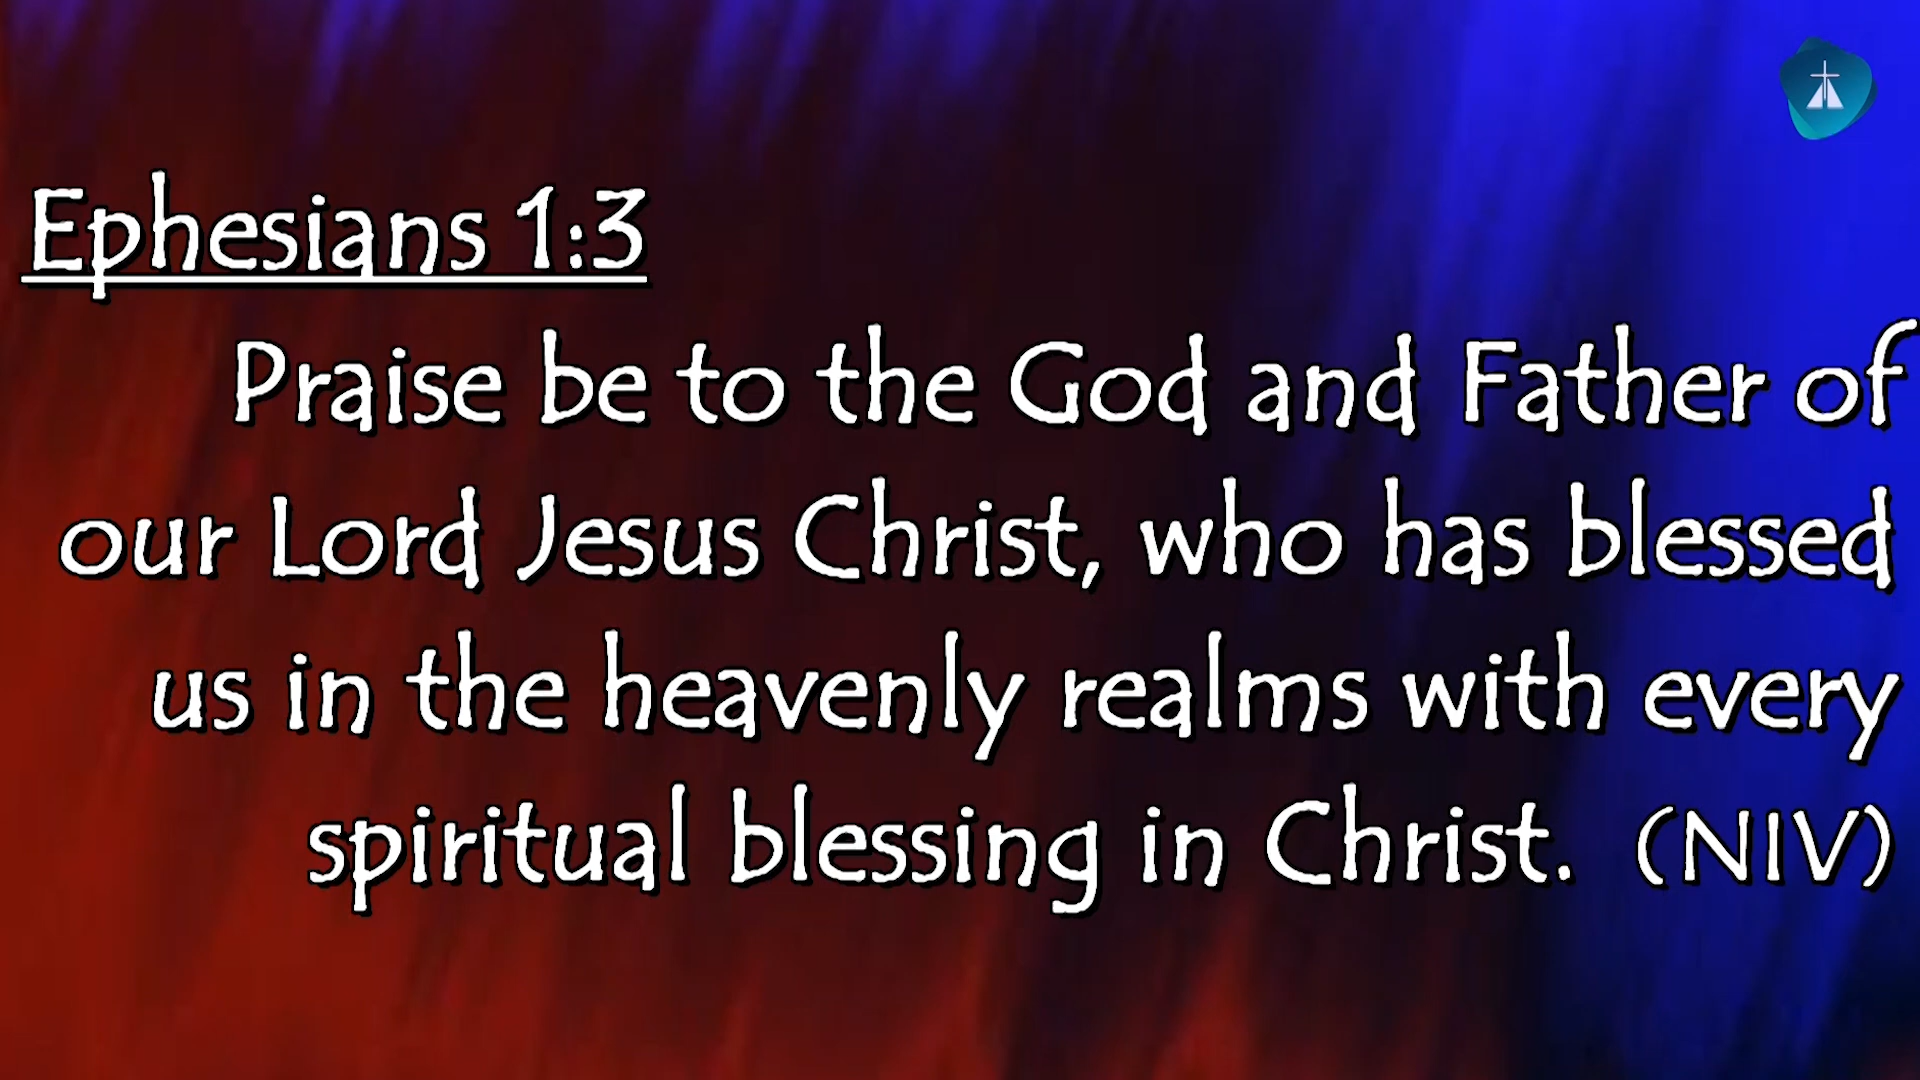 Ephesians 1:3
Praise be to the God and Father of
our Lord Jesus Christ, who has blessed
us in the heavenly realms with every
spiritual blessing in Christ. (NIV)